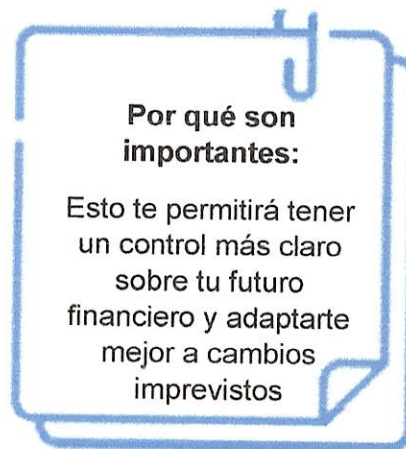 Por qué son
importantes:
Esto te permitirá tener
un control más claro
sobre tu futuro
financiero y adaptarte
mejor a cambios
imprevistos